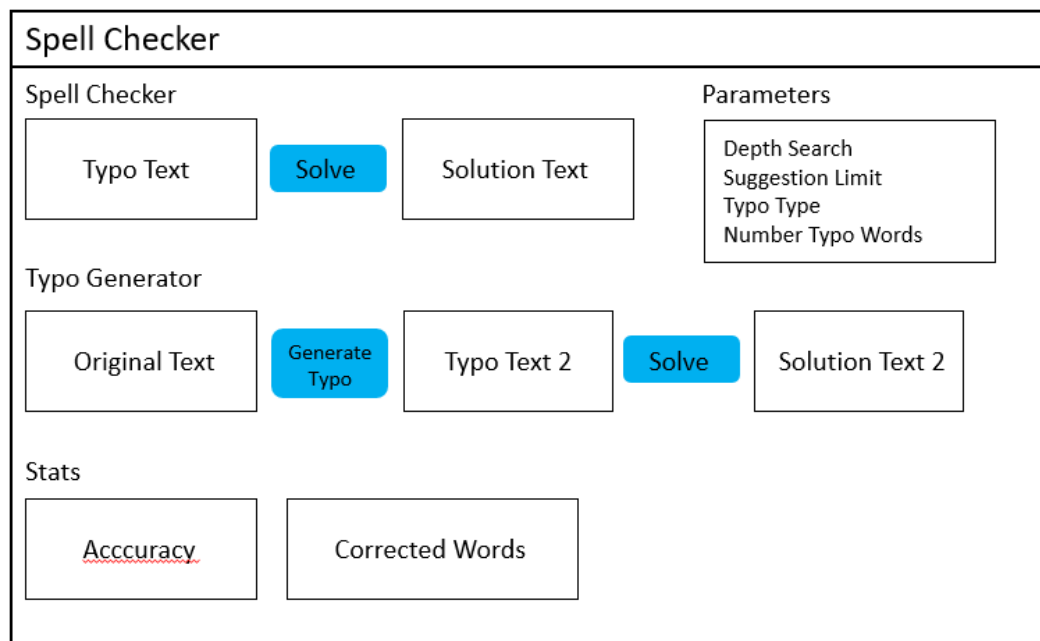 Spell Checker
Spell Checker
Parameters
Typo Text
Solve
Solution Text
Depth Search
Suggestion Limit
Typo Type
Number Typo Words
Typo Generator
Original Text
Generate
Typo
Typo Text 2
Solve
Solution Text 2
Stats
Acccuracy
Corrected Words